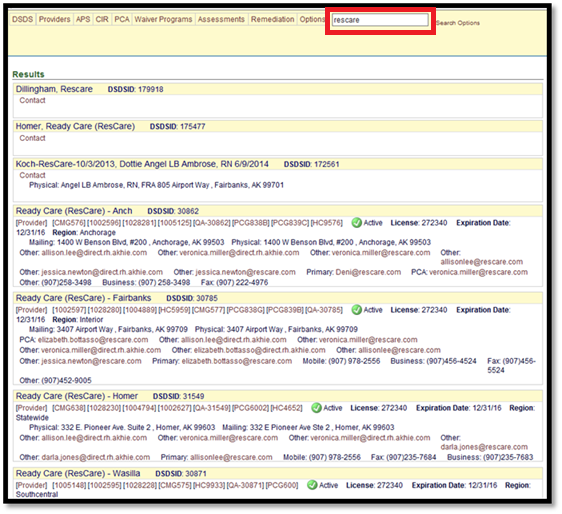 DSDS Providers APS CIR PCA Waiver Programs Assessments Remediation Options rescare Search Options
Results
Dillingham, Rescare DSDSID: 179918
Contact
Homer, Ready Care (ResCare) DSDSID: 175477
Contact
Koch-ResCare-10/3/2013, Dottie Angel LB Ambrose, RN 6/9/2014 DSDSID: 172561
Contact
Physical: Angel LB Ambrose, RN, FRA 805 Airport Way , Fairbanks, AK 99701
Ready Care (ResCare) - Anch DSDSID: 30862
[Provider] [CMG576] [1002596] [1028281] [1005125] [QA-30862] [PCG838B] [PCG839C] [HC9576] Active License: 272340 Expiration Date:
12/31/16 Region: Anchorage
Mailing: 1400 W Benson Blvd, #200 , Anchorage, AK 99503 Physical: 1400 W Benson Blvd, #200 , Anchorage, AK 99503
Other: allison.lee@direct.rh.akhie.com Other: jessica.newton@direct.rh.akhie.com Other: veronica.miller@direct.rh.akhie.com Other:
allisonlee@rescare.com
Other: jessica.newton@rescare.com Other: jessica.newton@rescare.com Primary: Deni@rescare.com PCA: veronica.miller@rescare.com
Other: (907)258-3498 Business: (907) 258-3498 Fax: (907) 222-4976
Ready Care (ResCare) - Fairbanks DSDSID: 30785
[Provider] [1002597] [1028280] [1004889] [HC5959] [CMG577] [PCG838G] [PCG839B] [QA-30785] Active License: 272340 Expiration Date:
12/31/16 Region: Interior
Mailing: 3407 Airport Way , Fairbanks, AK 99709 Physical: 3407 Airport Way , Fairbanks, AK 99709
PCA: elizabeth.bottasso@rescare.com Other: allison.lee@direct.rh.akhie.com Other: veronica.miller@rescare.com
Other: veronica.miller@direct.rh.akhie.com Other: elizabeth.bottasso@rescare.com Other: allisonlee@rescare.com
Other: jessica.newton@rescare.com Primary: elizabeth.bottasso@rescare.com Mobile: (907) 978-2556 Business: (907)456-4524 Fax: (907)456-
5524
Other: (907)452-9005
Ready Care (ResCare) - Homer DSDSID: 31549
[Provider] [CMG638] [1028230] [1004794] [1002627] [QA-31549] [PCG6002] [HC4652] Active License: 272340 Expiration Date: 12/31/16 Region:
Statewide
Physical: 332 E. Pioneer Ave. Suite 2 , Homer, AK 99603 Mailing: 332 E. Pioneer Ave Ste 2 , Homer, AK 99603
Other: allison.lee@direct.rh.akhie.com Other: veronica.miller@rescare.com Other: veronica.miller@direct.rh.akhie.com Other:
darla.jones@rescare.com
Other: darla.jones@direct.rh.akhie.com Primary: allisonlee@rescare.com Mobile: (907) 978-2556 Fax: (907)235-7684 Business: (907)235-7683
Ready Care (ResCare) - Wasilla DSDSID: 30871
[Provider] [1005148] [1002595] [1028228] [CMG575] [HC9933] [QA-30871] [PCG600] Active License: 272340 Expiration Date: 12/31/16 Region:
Southcentral